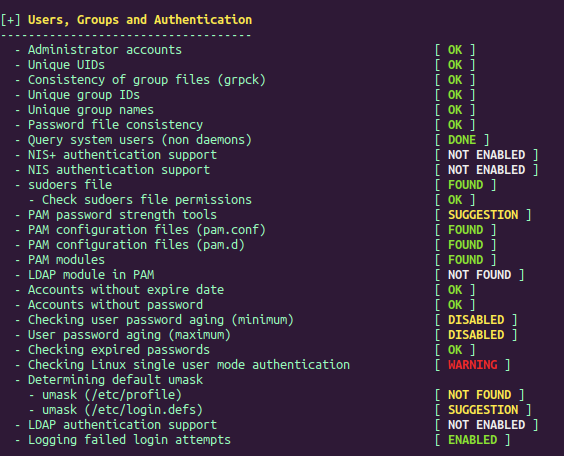 [+] Users, Groups and Authentication
------------------------------------
- Administrator accounts [ OK ]
- Unique UIDs [ OK ]
- Consistency of group files (grpck) [ OK ]
- Unique group IDs [ OK ]
- Unique group names [ OK ]
- Password file consistency [ OK ]
- Query system users (non daemons) [ DONE ]
- NIS+ authentication support [ NOT ENABLED ]
- NIS authentication support [ NOT ENABLED ]
- sudoers file [ FOUND ]
- Check sudoers file permissions [ OK ]
- PAM password strength tools [ SUGGESTION ]
- PAM configuration files (pam.conf) [ FOUND ]
- PAM configuration files (pam.d) [ FOUND ]
- PAM modules [ FOUND ]
- LDAP module in PAM [ NOT FOUND ]
- Accounts without expire date [ OK ]
- Accounts without password [ OK ]
- Checking user password aging (minimum) [ DISABLED ]
- User password aging (maximum) [ DISABLED ]
- Checking expired passwords [ OK ]
- Checking Linux single user mode authentication [ WARNING ]
- Determining default umask
- umask (/etc/profile) [ NOT FOUND ]
- umask (/etc/login.defs) [ SUGGESTION ]
- LDAP authentication support [ NOT ENABLED ]
- Logging failed login attempts [ ENABLED ]